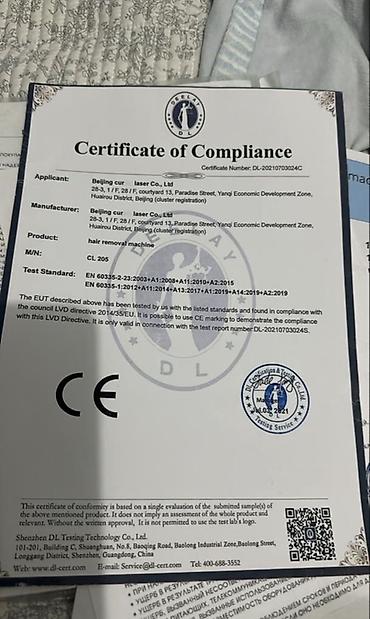 DEELAY
DL
Certificate of Compliance
Certificate Number: DL-20210703024C
Applicant:
Beijing cur laser Co., Ltd
28-3, 1 / F, 28 / F, courtyard 13, Paradise Street, Yanqi Economic Development Zone,
Huairou District, Beijing (cluster registration)
Manufacturer:
Beijing cur laser Co., Ltd
28-3, 1 / F, 28 / F, courtyard 13, Paradise Street, Yanqi Economic Development Zone,
Huairou District, Beijing (cluster registration)
Product:
hair removal machine
M/N:
CL 205
Test Standard:
EN 60335-2-23:2003+A1:2008+A11:2010+A2:2015
EN 60335-1:2012+A11:2014+A13:2017+A1:2019+A14:2019+A2:2019
The EUT described above has been tested by us with the listed standards and found in compliance with
the council LVD directive 2014/35/EU. It is possible to use CE marking to demonstrate the compliance
with this LVD Directive. It is only valid in connection with the test report number:DL-20210703024S.
DEELAY
DL
CE
Testing Service
This certificate of conformity is based on a single evaluation of the submitted sample(s) of
the above mentioned product. It does not imply an assessment of the whole product and
relevant. Without the written approval, It is not permitted to use the test lab's logo.
Shenzhen DL Testing Technology Co., Ltd.
101-201, Building C, Shuanghuan, No.8, Baoqing Road, Baolong Industrial Zone,Baolong Street,
Longgang District, Shenzhen, Guangdong, China
Web: www.dl-cert.com E-mail: Service@dl-cert.com Tel: 400-688-3552